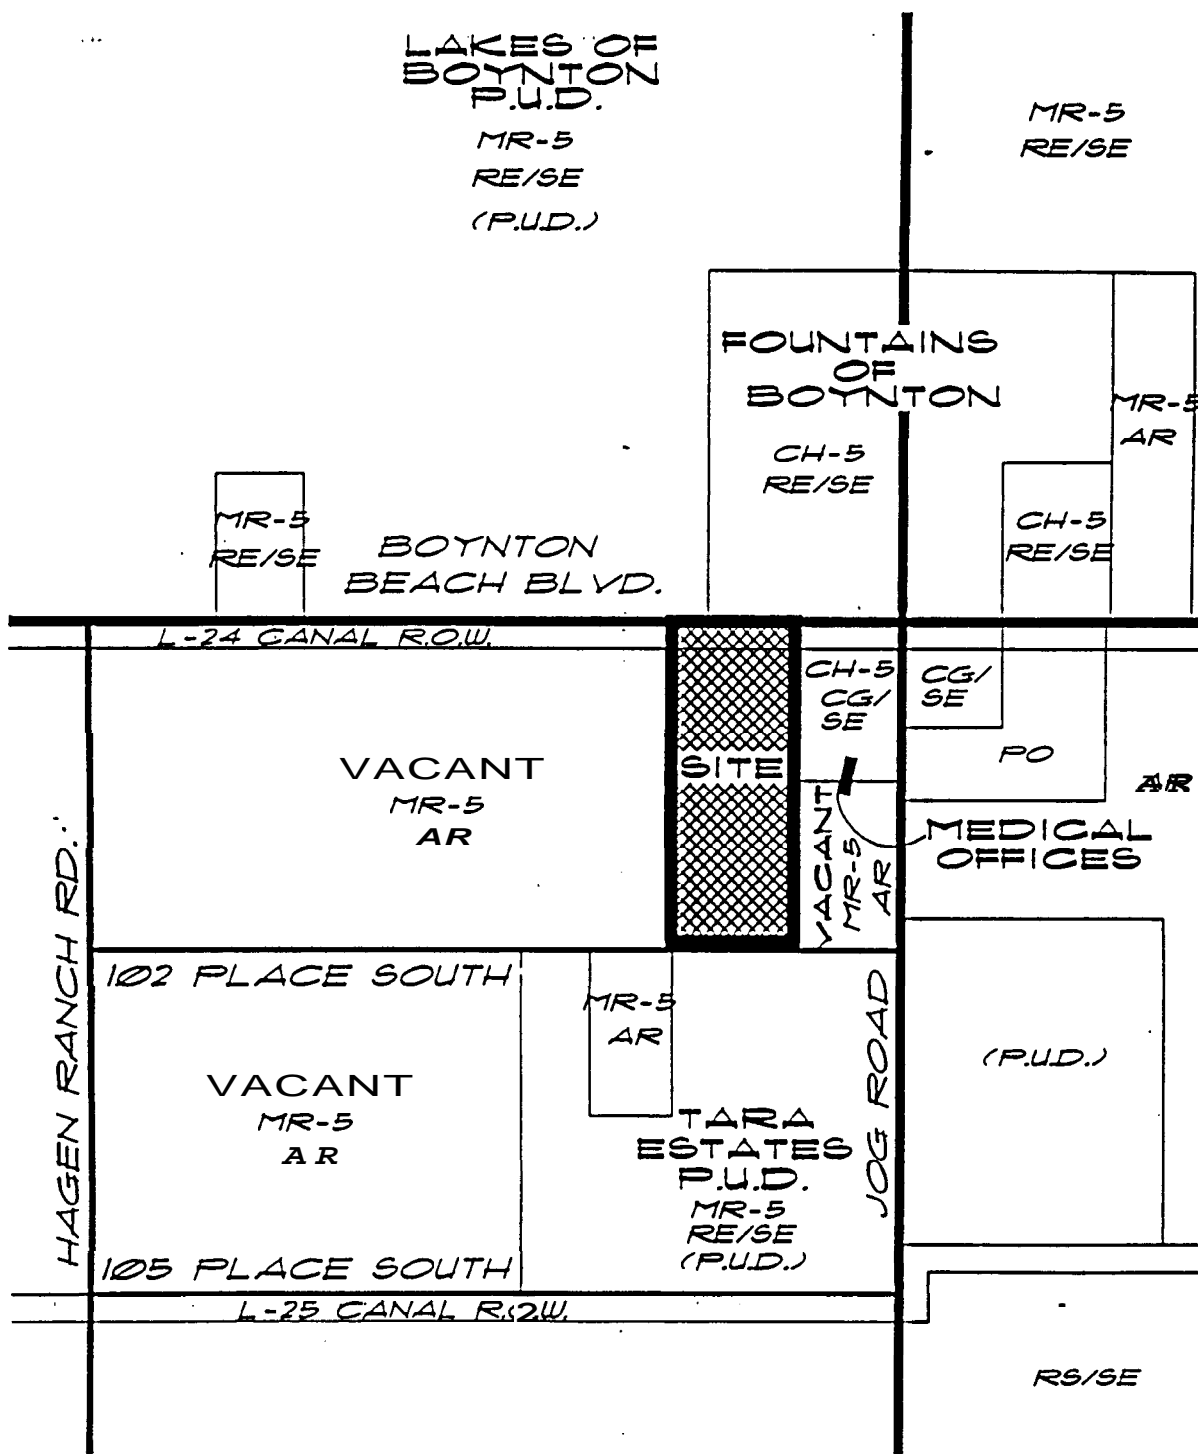 LAKES OF
BOYNTON
P.U.D.
MR-5
RE/SE
(P.U.D.)
MR-5
RE/SE
FOUNTAINS
OF
BOYNTON
CH-5
RE/SE
MR-5
AR
CH-5
RE/SE
MR-5
RE/SE
BOYNTON
BEACH BLVD.
L-24 CANAL R.O.W.
CH-5
CG/
SE
CG/
SE
VACANT
MR-5
AR
SITE
PO
AR
VACANT
MR-5
AR
MEDICAL
OFFICES
HAGEN RANCH RD.
102 PLACE SOUTH
MR-5
AR
JOG ROAD
(P.U.D.)
VACANT
MR-5
AR
TARA
ESTATES
P.U.D.
MR-5
RE/SE
(P.U.D.)
105 PLACE SOUTH
L-25 CANAL R.O.W.
RS/SE